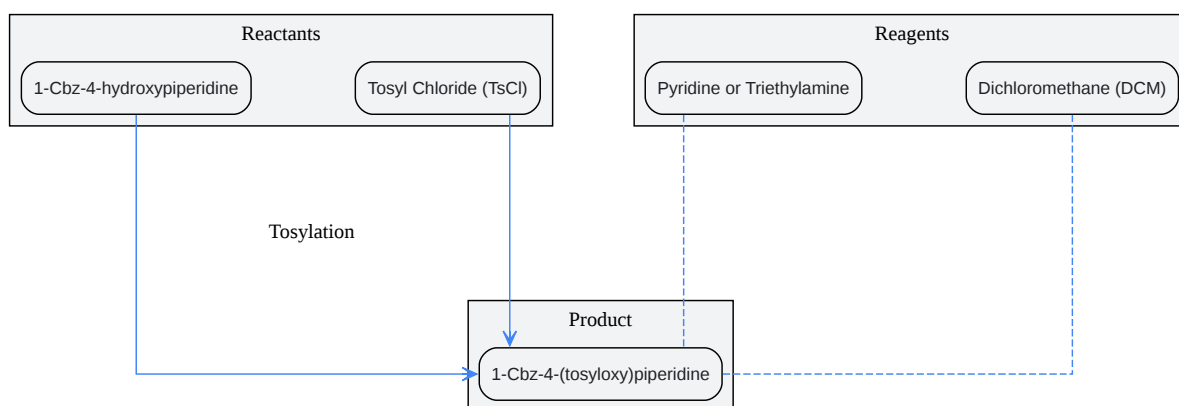 Reactants
Reagents
1-Cbz-4-hydroxypiperidine
Tosyl Chloride (TsCl)
Pyridine or Triethylamine
Dichloromethane (DCM)
Tosylation
Product
1-Cbz-4-(tosyloxy)piperidine